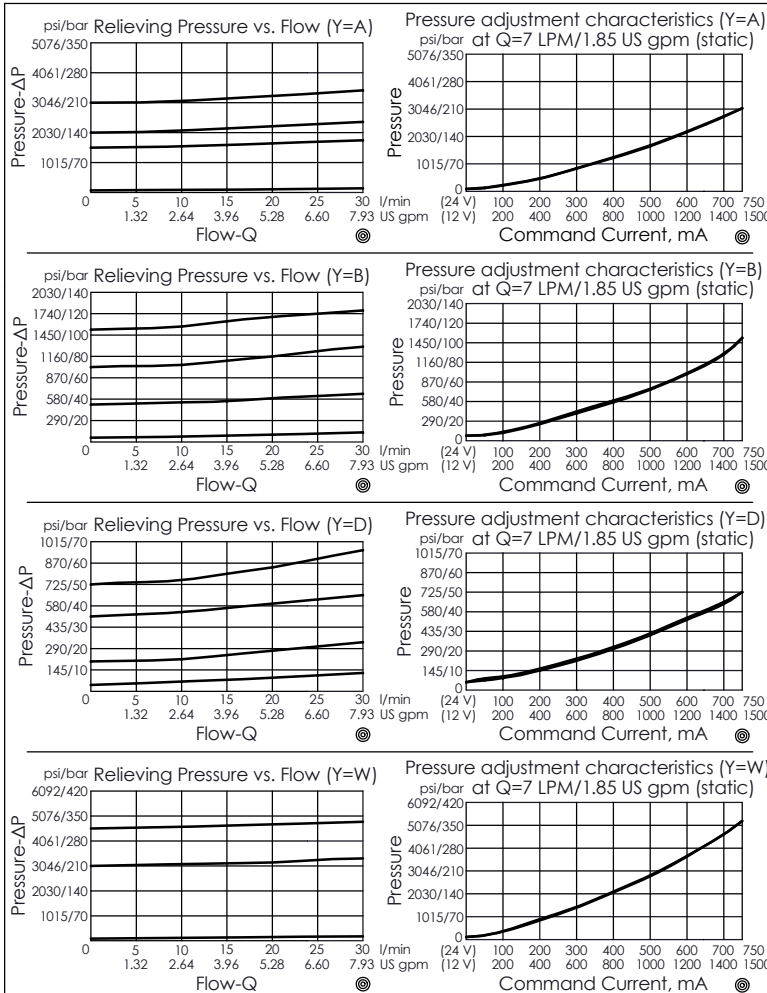 psi/bar Relieving Pressure vs. Flow (Y=A)
5076/350
4061/280
3046/210
2030/140
1015/70
Pressure-ΔP
0 5 10 15 20 25 30 l/min
1.32 2.64 3.96 5.28 6.60 7.93 US gpm
Flow-Q
Pressure adjustment characteristics (Y=A)
psi/bar at Q=7 LPM/1.85 US gpm (static)
5076/350
4061/280
3046/210
2030/140
1015/70
0
Pressure
(24 V) 100 200 300 400 500 600 700 750
(12 V) 200 400 600 800 1000 1200 1400 1500
Command Current, mA
psi/bar Relieving Pressure vs. Flow (Y=B)
2030/140
1740/120
1450/100
1160/80
870/60
580/40
290/20
Pressure-ΔP
0 5 10 15 20 25 30 l/min
1.32 2.64 3.96 5.28 6.60 7.93 US gpm
Flow-Q
Pressure adjustment characteristics (Y=B)
psi/bar at Q=7 LPM/1.85 US gpm (static)
2030/140
1740/120
1450/100
1160/80
870/60
580/40
290/20
0
Pressure
(24 V) 100 200 300 400 500 600 700 750
(12 V) 200 400 600 800 1000 1200 1400 1500
Command Current, mA
psi/bar Relieving Pressure vs. Flow (Y=D)
1015/70
870/60
725/50
580/40
435/30
290/20
145/10
Pressure-ΔP
0 5 10 15 20 25 30 l/min
1.32 2.64 3.96 5.28 6.60 7.93 US gpm
Flow-Q
Pressure adjustment characteristics (Y=D)
psi/bar at Q=7 LPM/1.85 US gpm (static)
1015/70
870/60
725/50
580/40
435/30
290/20
145/10
0
Pressure
(24 V) 100 200 300 400 500 600 700 750
(12 V) 200 400 600 800 1000 1200 1400 1500
Command Current, mA
psi/bar Relieving Pressure vs. Flow (Y=W)
6092/420
5076/350
4061/280
3046/210
2030/140
1015/70
Pressure-ΔP
0 5 10 15 20 25 30 l/min
1.32 2.64 3.96 5.28 6.60 7.93 US gpm
Flow-Q
Pressure adjustment characteristics (Y=W)
psi/bar at Q=7 LPM/1.85 US gpm (static)
6092/420
5076/350
4061/280
3046/210
2030/140
1015/70
0
Pressure
(24 V) 100 200 300 400 500 600 700 750
(12 V) 200 400 600 800 1000 1200 1400 1500
Command Current, mA